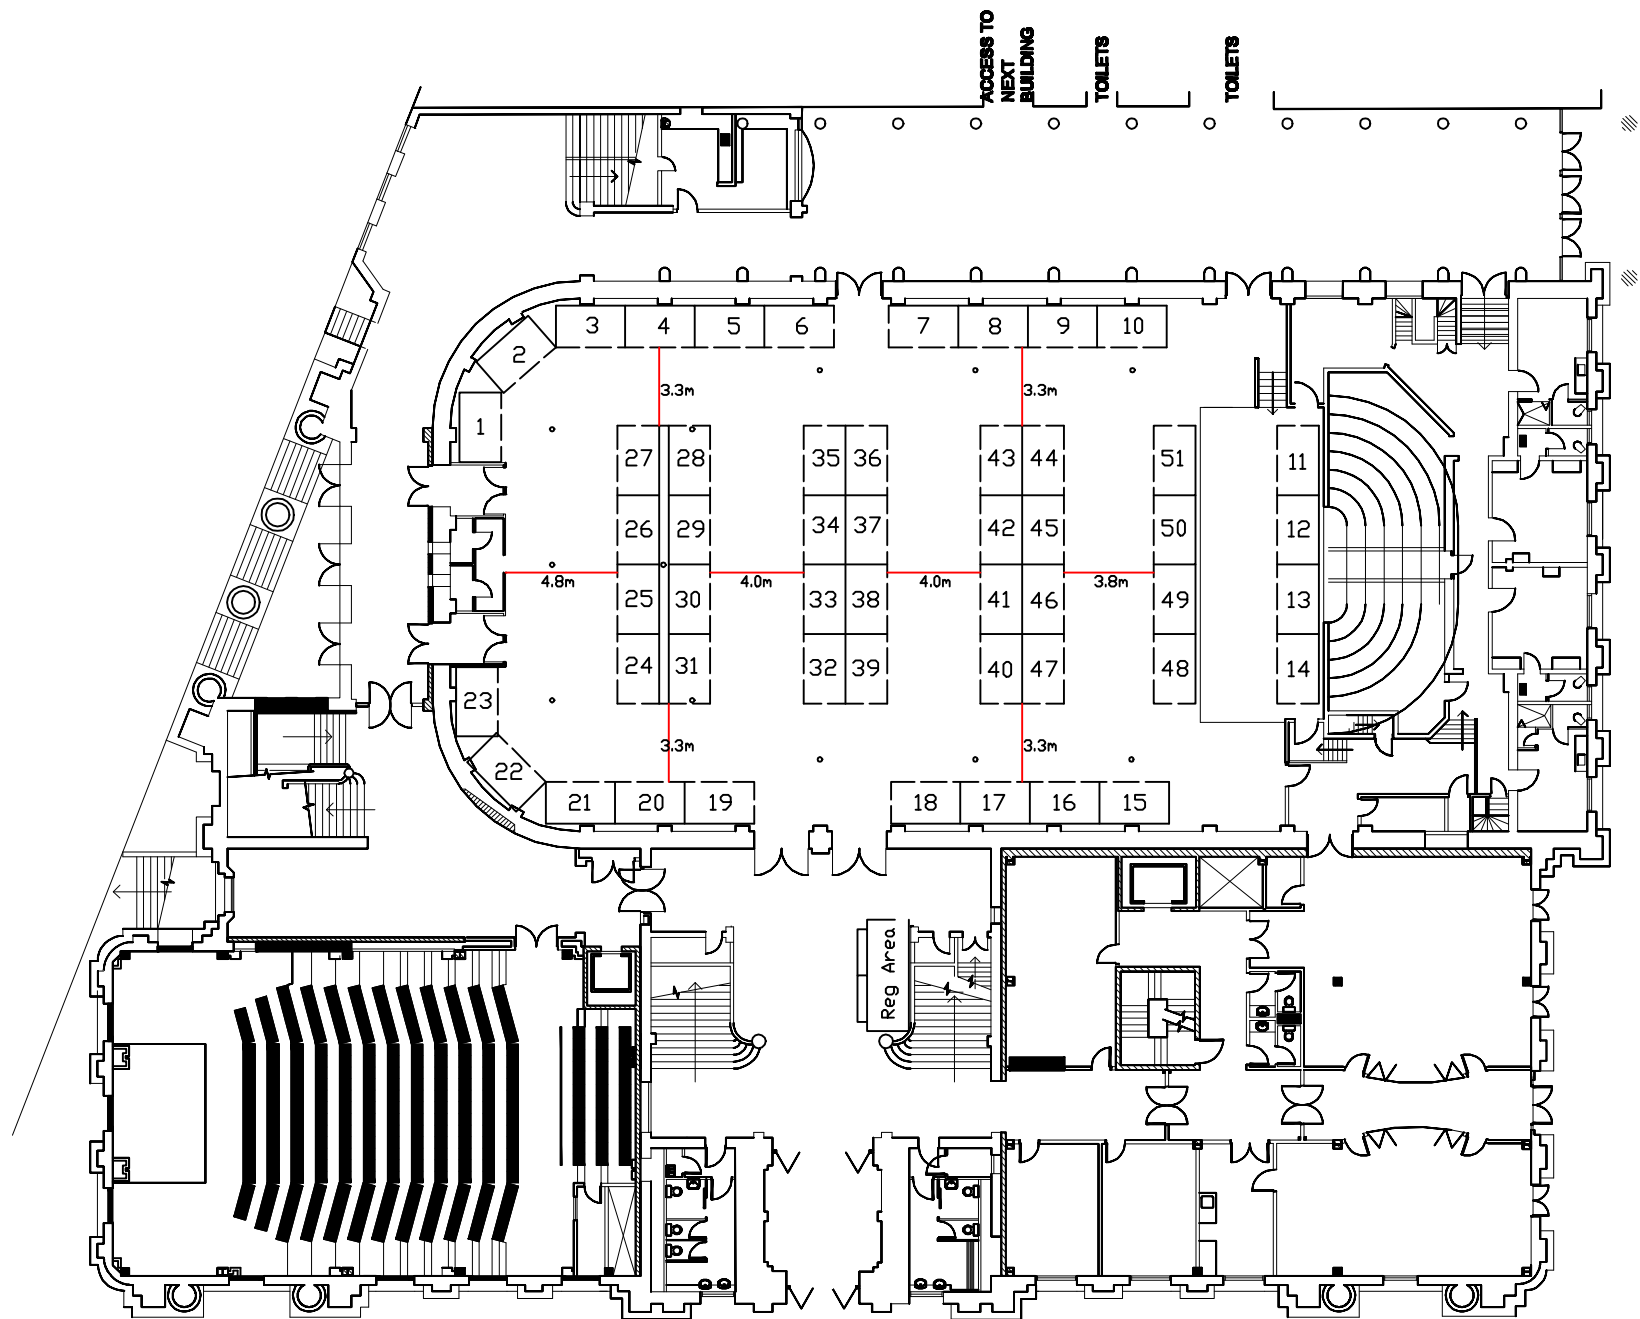 ACCESS TO
NEXT
BUILDING
TOILETS
TOILETS
3 4 5 6 7 8 9 10
2
1
3.3m 3.3m
27 28 35 36 43 44 51 11
26 29 34 37 42 45 50 12
4.8m 4.0m 4.0m 3.8m
25 30 33 38 41 46 49 13
24 31 32 39 40 47 48 14
23
3.3m 3.3m
22
21 20 19 18 17 16 15
Reg Area